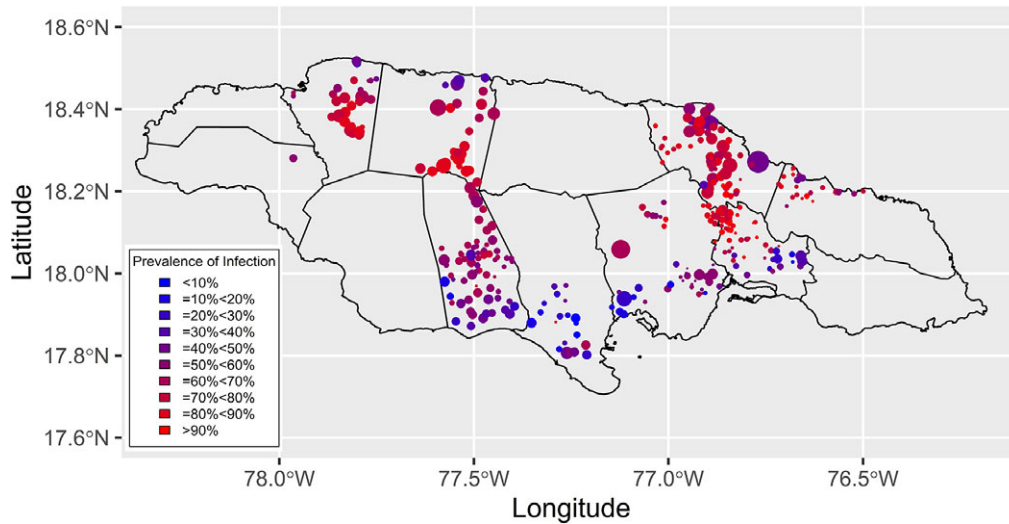 18.6°N
18.4°N
18.2°N
18.0°N
17.8°N
17.6°N
Latitude
Prevalence of Infection
<10%
=10%<20%
=20%<30%
=30%<40%
=40%<50%
=50%<60%
=60%<70%
=70%<80%
=80%<90%
>90%
78.0°W 77.5°W 77.0°W 76.5°W
Longitude